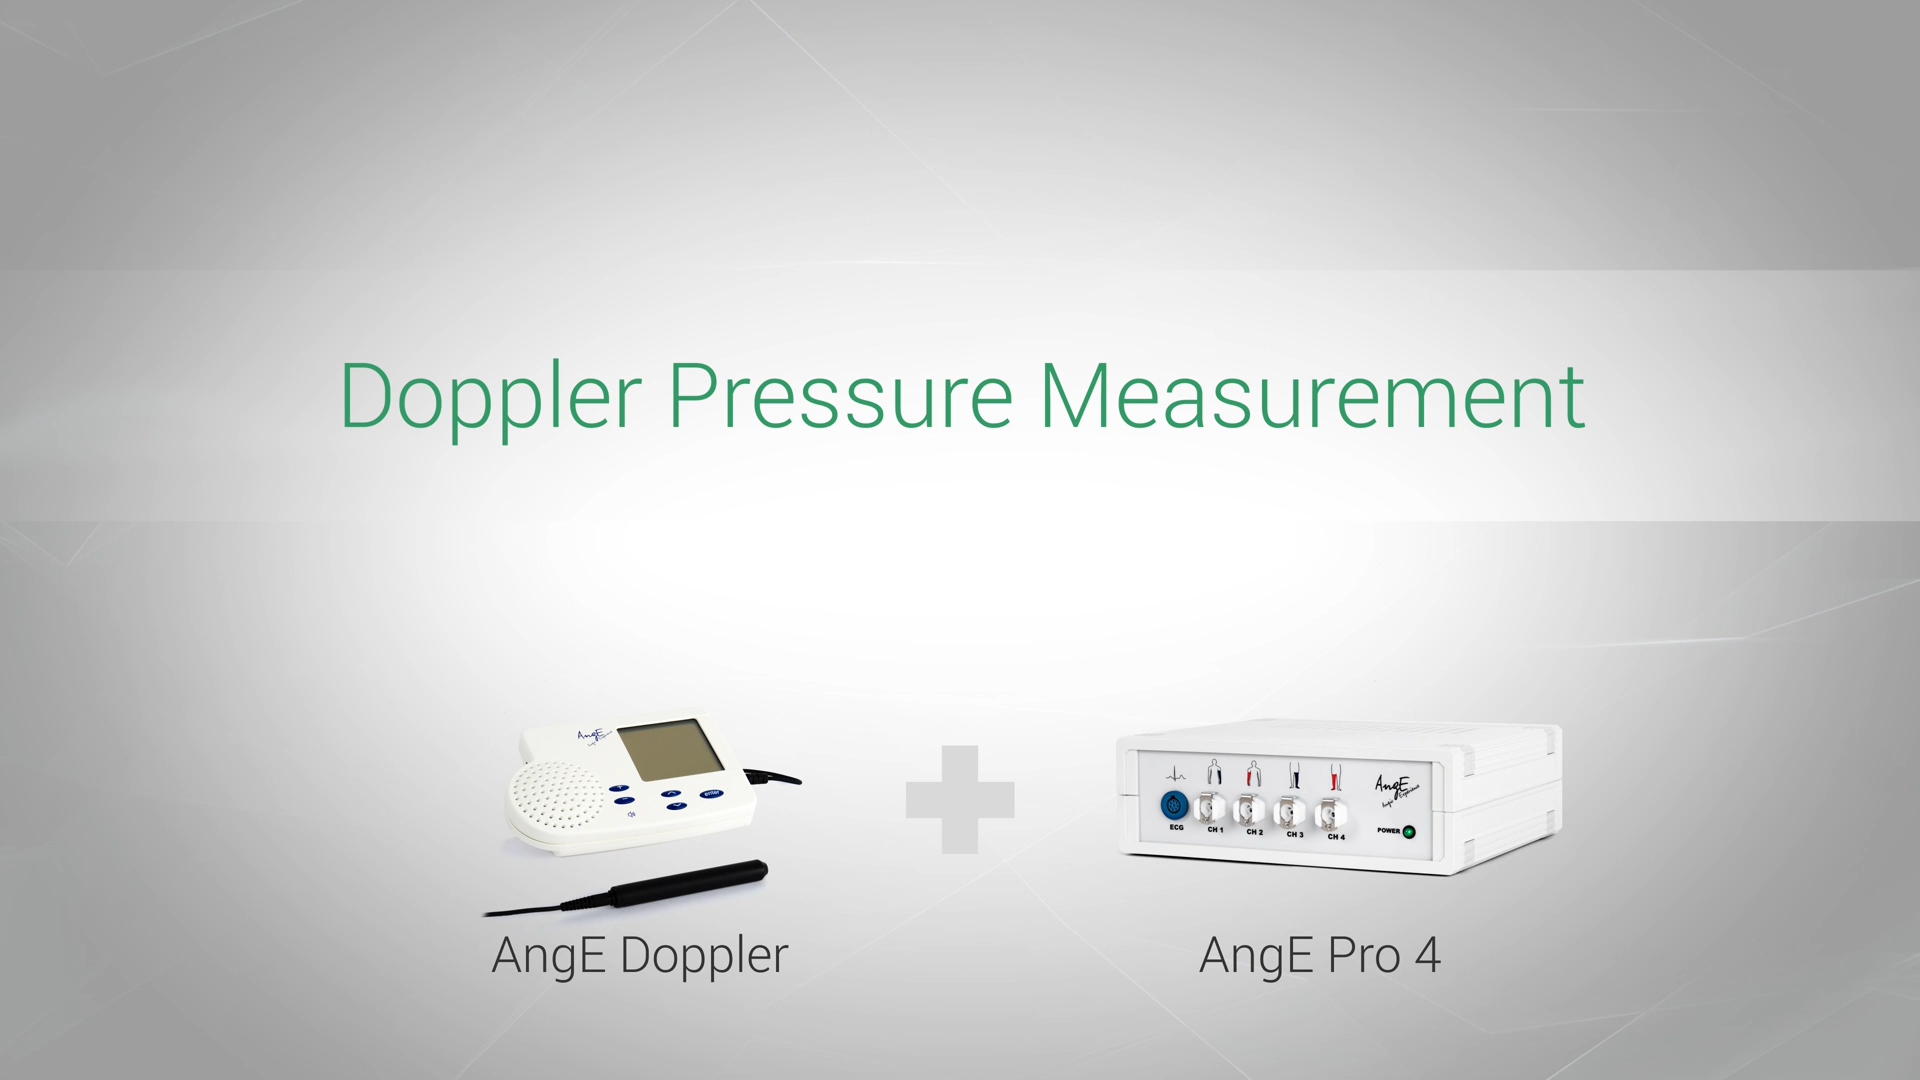 Doppler Pressure Measurement
AngE
enter
AngE
ECG
CH 1
CH 2
CH 3
CH 4
POWER
AngE Doppler
AngE Pro 4